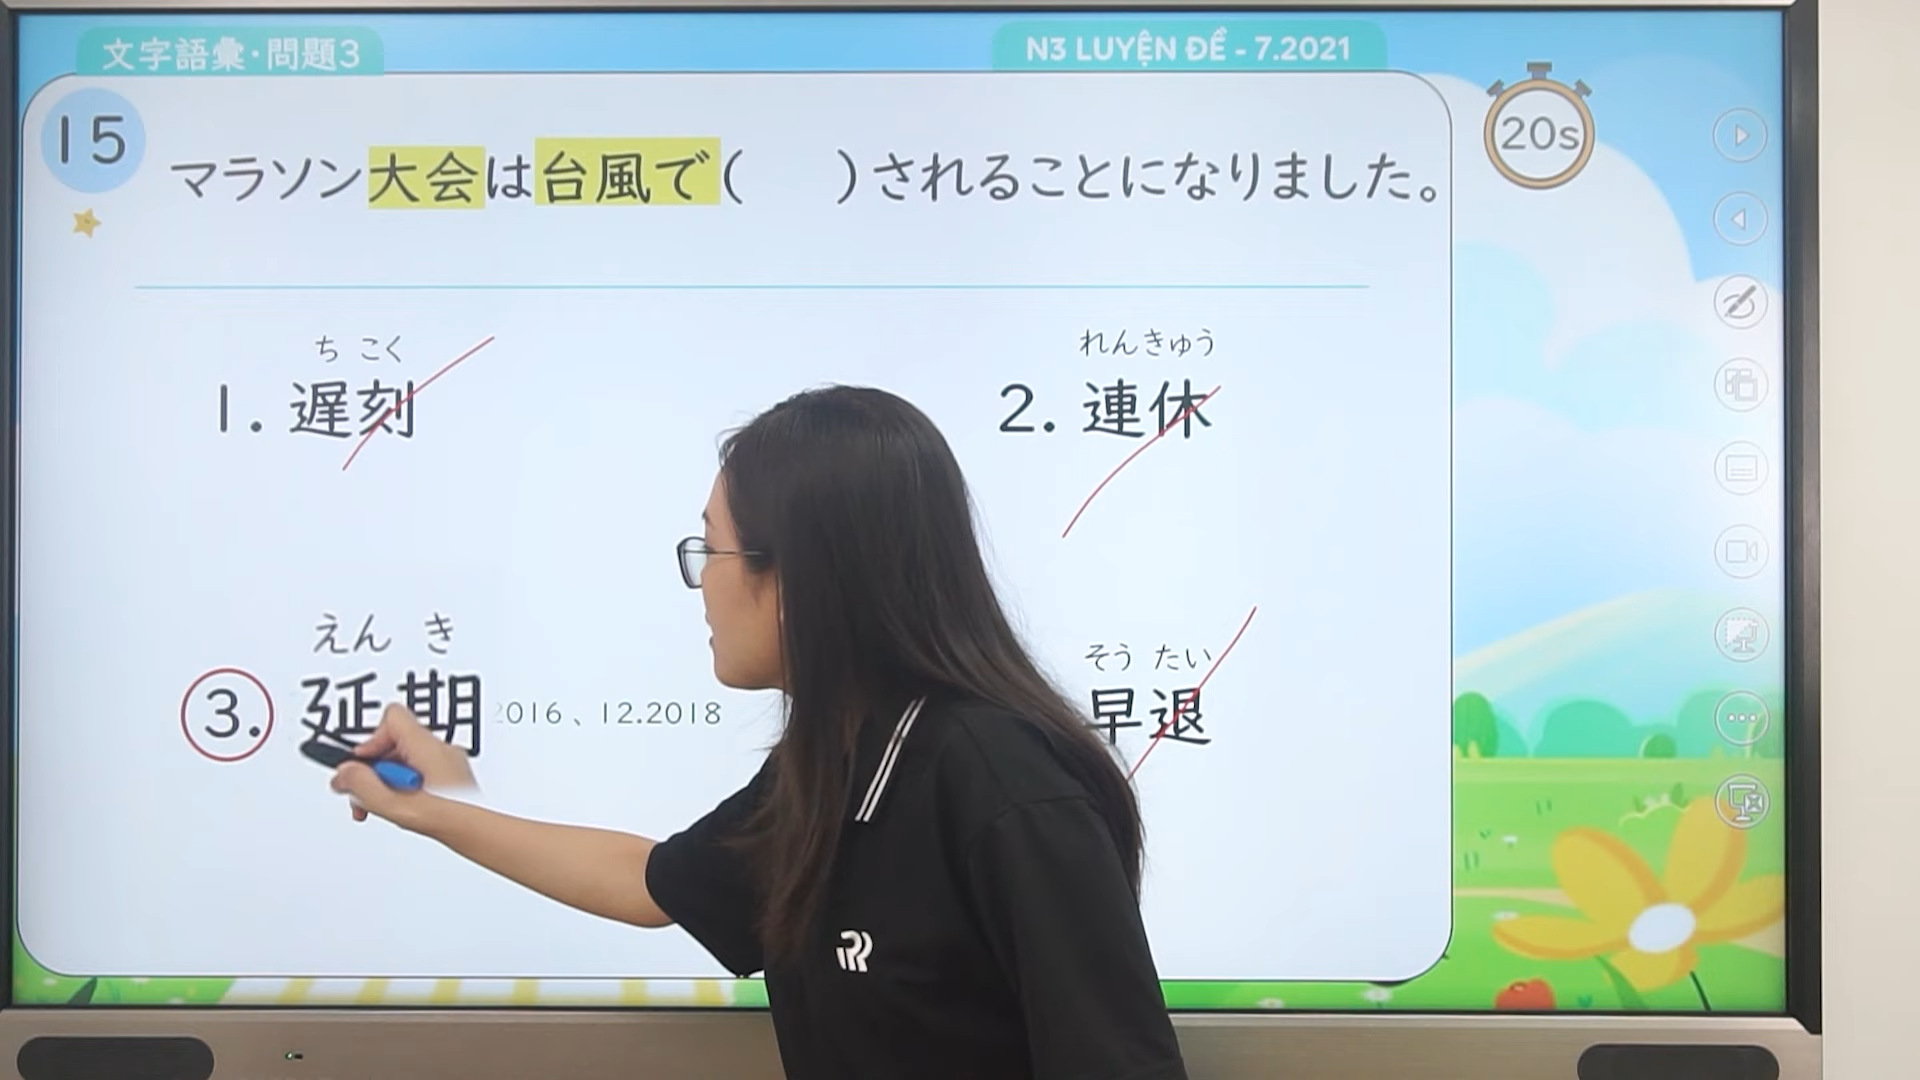 文字語彙・問題3
N3 LUYỆN ĐỀ - 7.2021
15
マラソン大会は台風で(　　)されることになりました。
20s
ち こく
1. 遅刻
れんきゅう
2. 連休
えん き
3. 延期
2016、12.2018
そう たい
早退